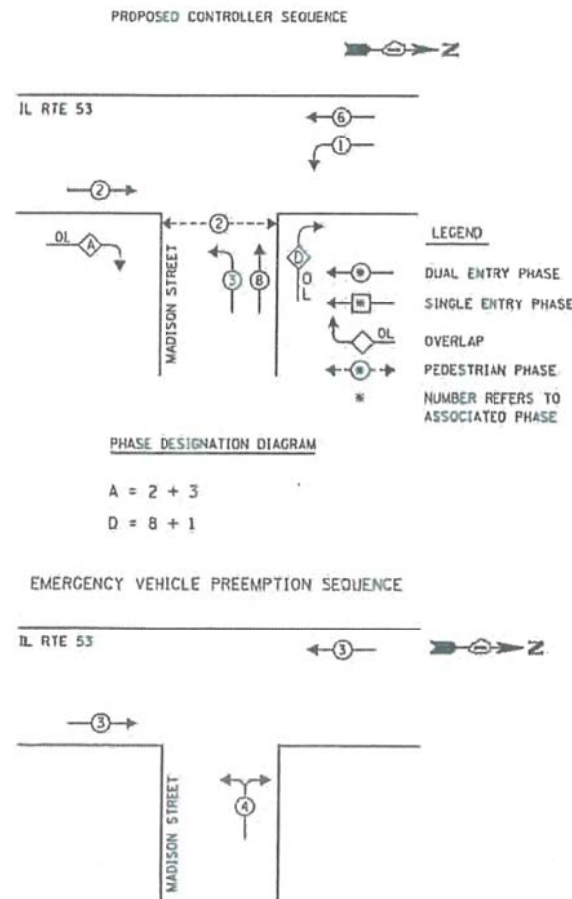 PROPOSED CONTROLLER SEQUENCE
N
IL RTE 53
6
1
2
OL A
2
3
8
D
OL
MADISON STREET
LEGEND
* DUAL ENTRY PHASE
* SINGLE ENTRY PHASE
OL OVERLAP
* PEDESTRIAN PHASE
* NUMBER REFERS TO
ASSOCIATED PHASE
PHASE DESIGNATION DIAGRAM
A = 2 + 3
D = 8 + 1
EMERGENCY VEHICLE PREEMPTION SEQUENCE
IL RTE 53
3
N
3
4
MADISON STREET